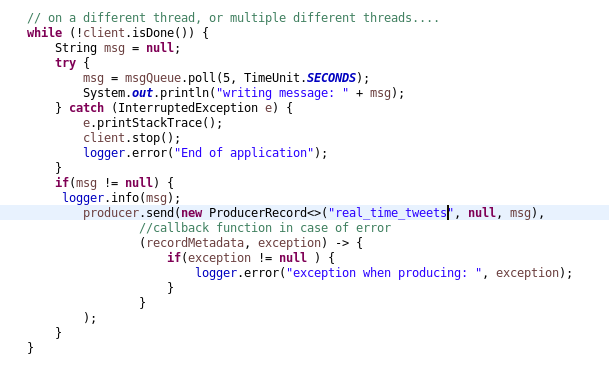 // on a different thread, or multiple different threads....
while (!client.isDone()) {
    String msg = null;
    try {
        msg = msgQueue.poll(5, TimeUnit.SECONDS);
        System.out.println("writing message: " + msg);
    } catch (InterruptedException e) {
        e.printStackTrace();
        client.stop();
        logger.error("End of application");
    }
    if(msg != null) {
     logger.info(msg);
        producer.send(new ProducerRecord<>("real_time_tweets", null, msg),
                //callback function in case of error
                (recordMetadata, exception) -> {
                    if(exception != null ) {
                        logger.error("exception when producing: ", exception);
                    }
                }
        );
    }
}